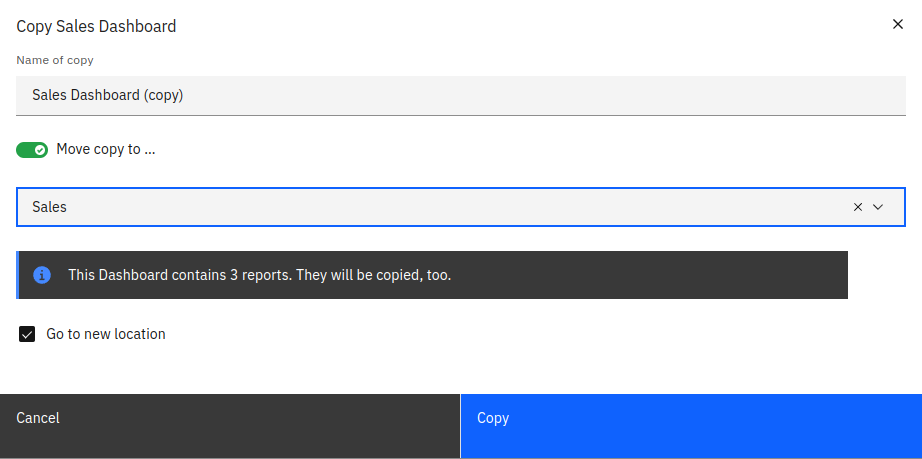 Copy Sales Dashboard
Name of copy
Sales Dashboard (copy)
Move copy to ...
Sales
This Dashboard contains 3 reports. They will be copied, too.
Go to new location
Cancel
Copy